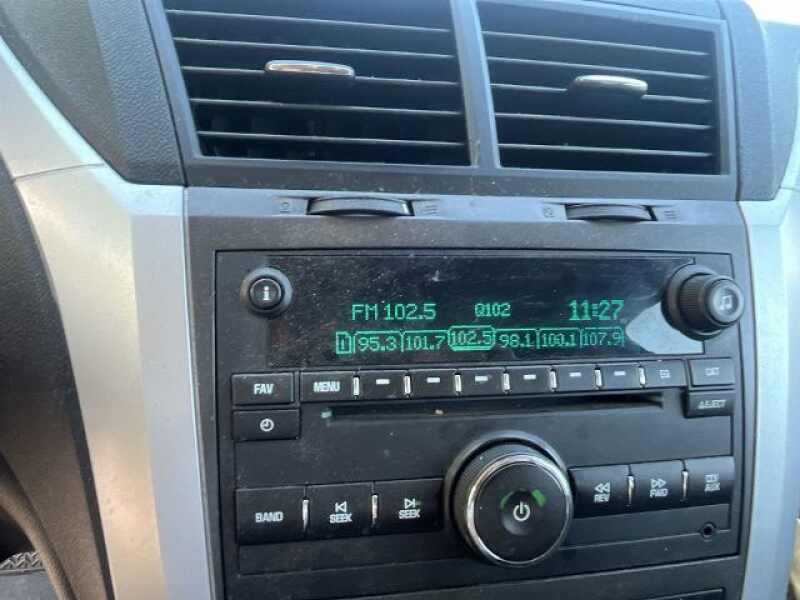 FM 102.5 Q102 11:27
1 95.3 101.7 102.5 98.1 100.1 107.9
FAV MENU CAT
EJECT
BAND SEEK SEEK REV FWD AUX